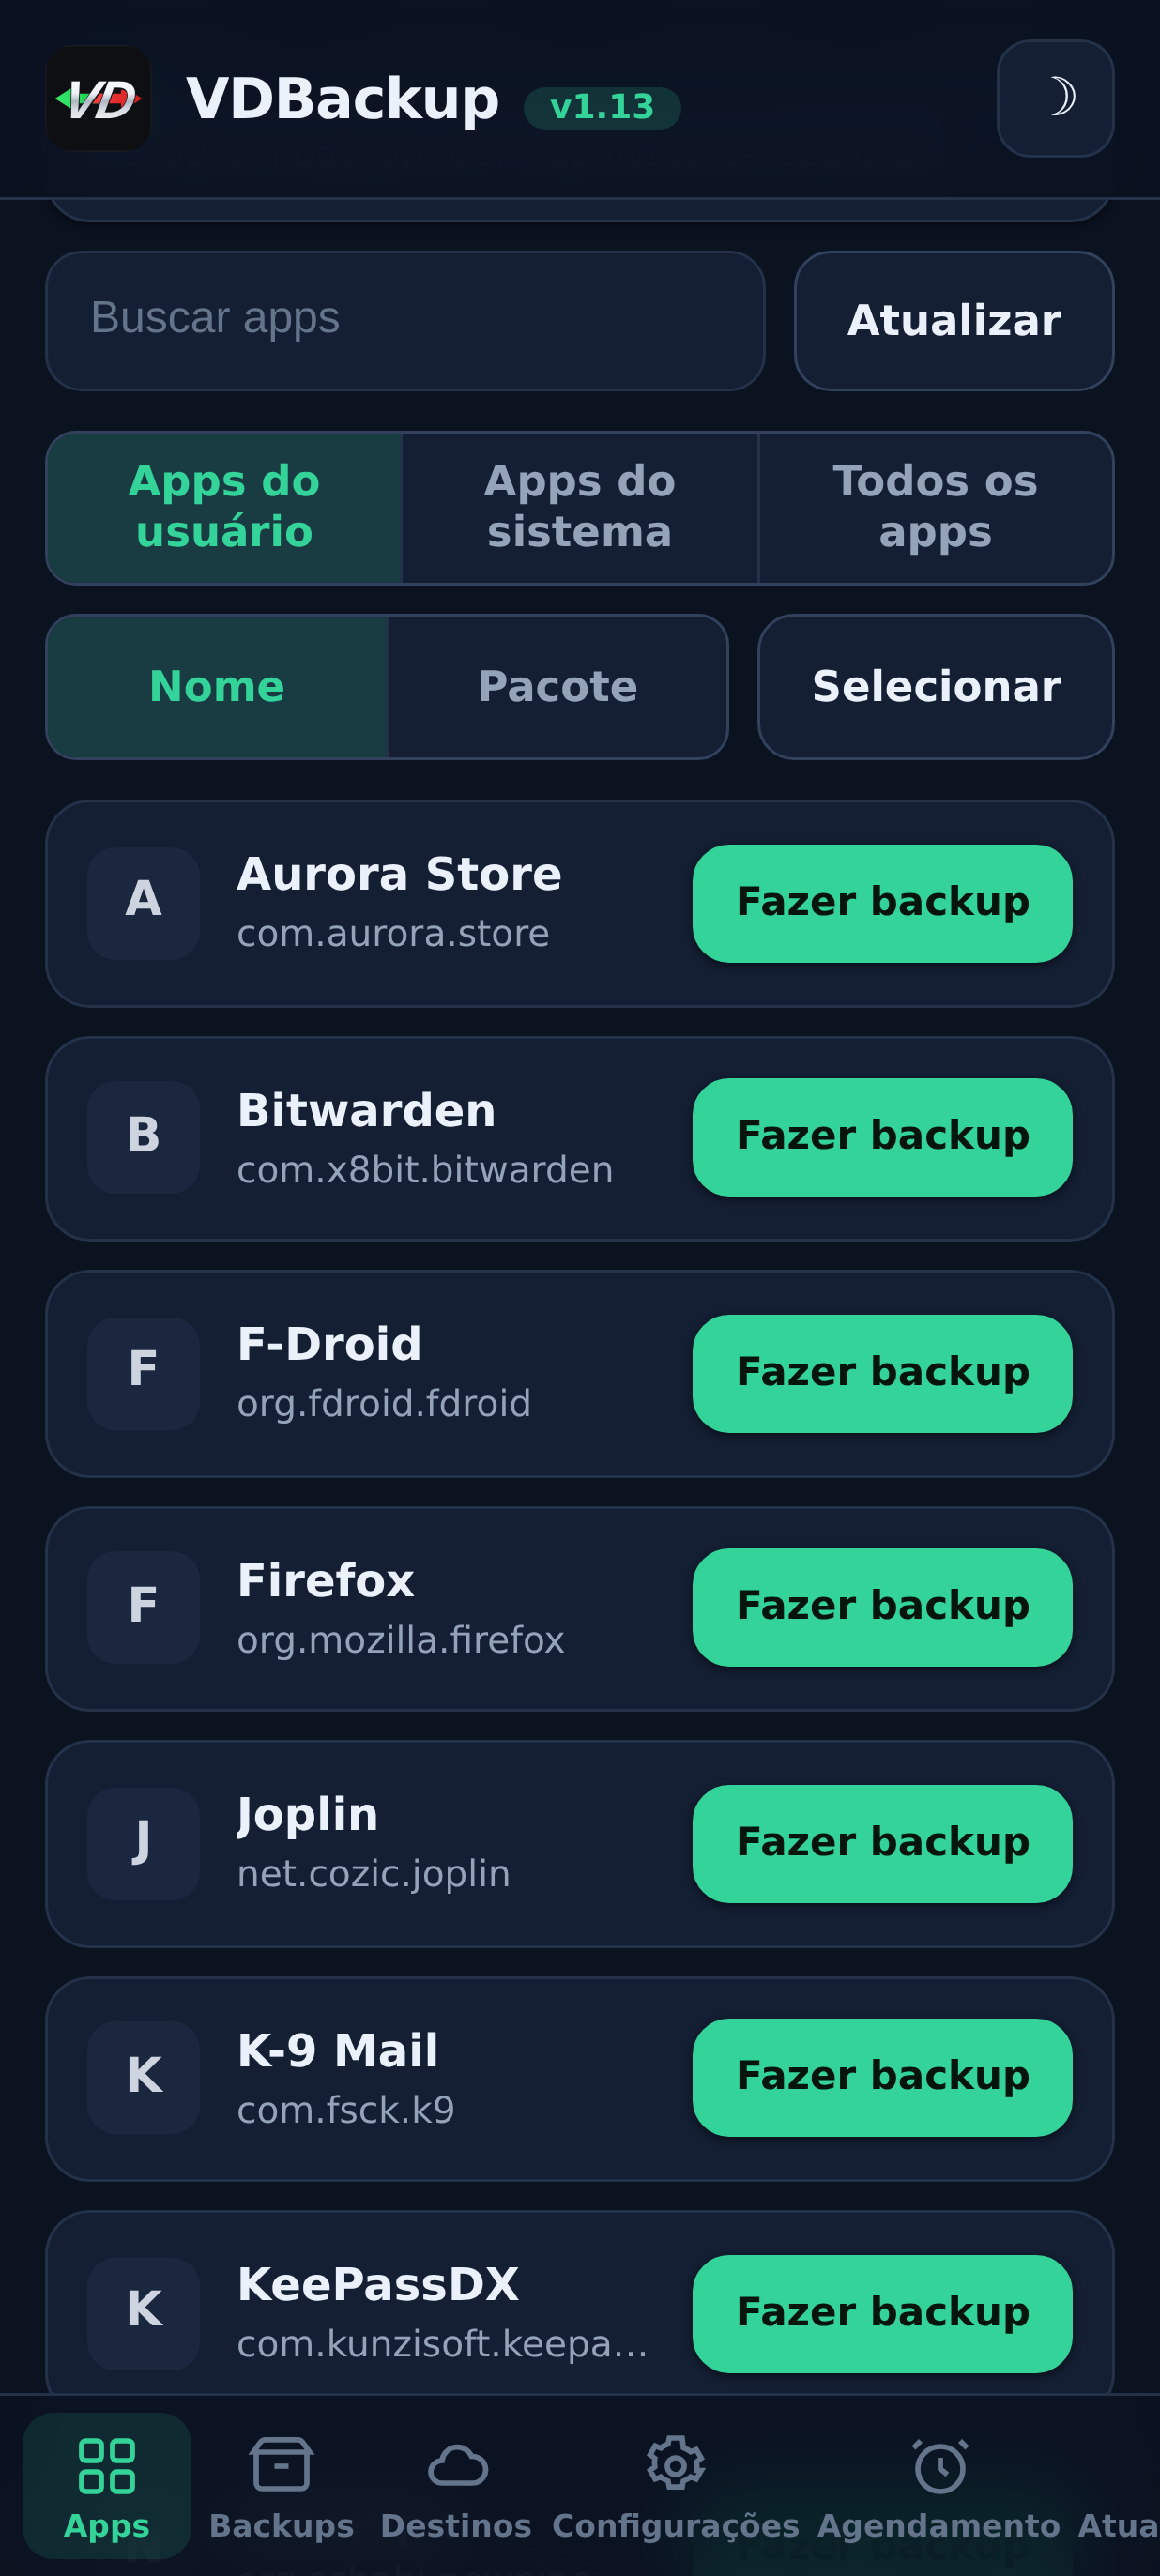 VD
VDBackup v1.13
Buscar apps
Atualizar
Apps do
usuário
Apps do
sistema
Todos os
apps
Nome
Pacote
Selecionar
A
Aurora Store
com.aurora.store
Fazer backup
B
Bitwarden
com.x8bit.bitwarden
Fazer backup
F
F-Droid
org.fdroid.fdroid
Fazer backup
F
Firefox
org.mozilla.firefox
Fazer backup
J
Joplin
net.cozic.joplin
Fazer backup
K
K-9 Mail
com.fsck.k9
Fazer backup
K
KeePassDX
com.kunzisoft.keepa...
Fazer backup
Apps
Backups
Destinos
Configurações
Agendamento
Atua